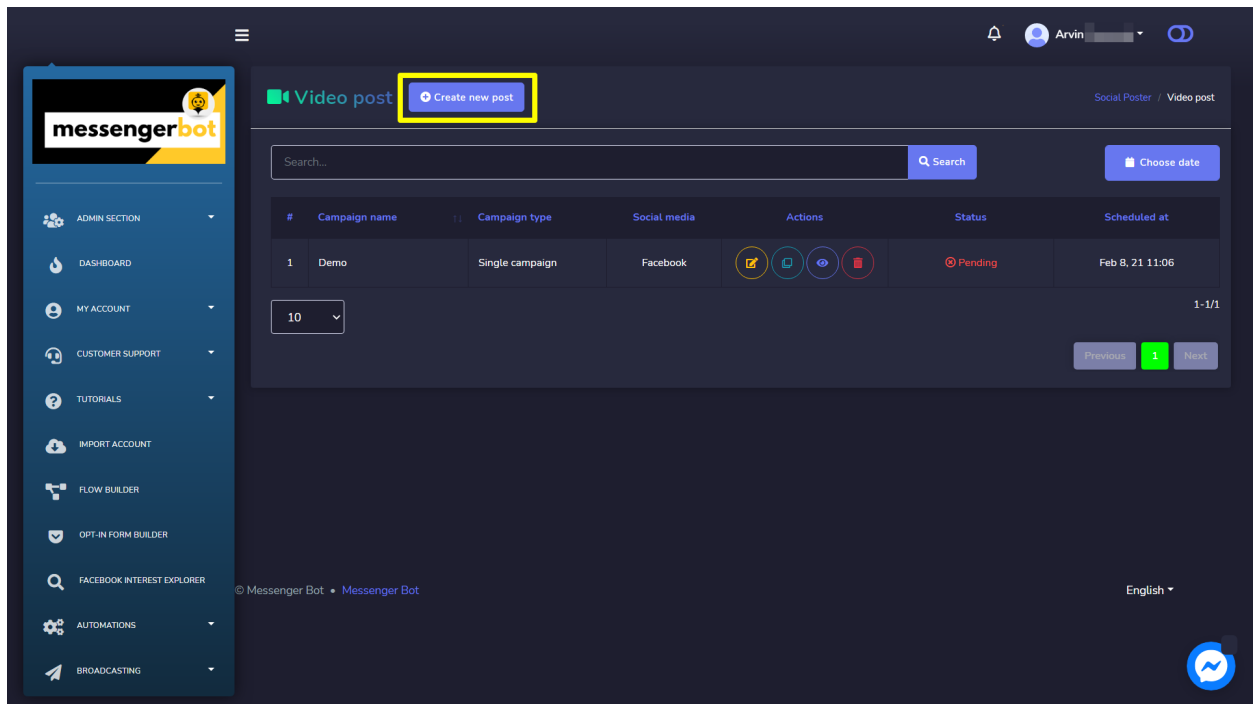 Arvin
messengerbot
Video post
Create new post
Social Poster / Video post
Search...
Search
Choose date
# Campaign name Campaign type Social media Actions Status Scheduled at
1 Demo Single campaign Facebook Pending Feb 8, 21 11:06
10
1-1/1
Previous 1 Next
ADMIN SECTION
DASHBOARD
MY ACCOUNT
CUSTOMER SUPPORT
TUTORIALS
IMPORT ACCOUNT
FLOW BUILDER
OPT-IN FORM BUILDER
FACEBOOK INTEREST EXPLORER
AUTOMATIONS
BROADCASTING
© Messenger Bot • Messenger Bot
English